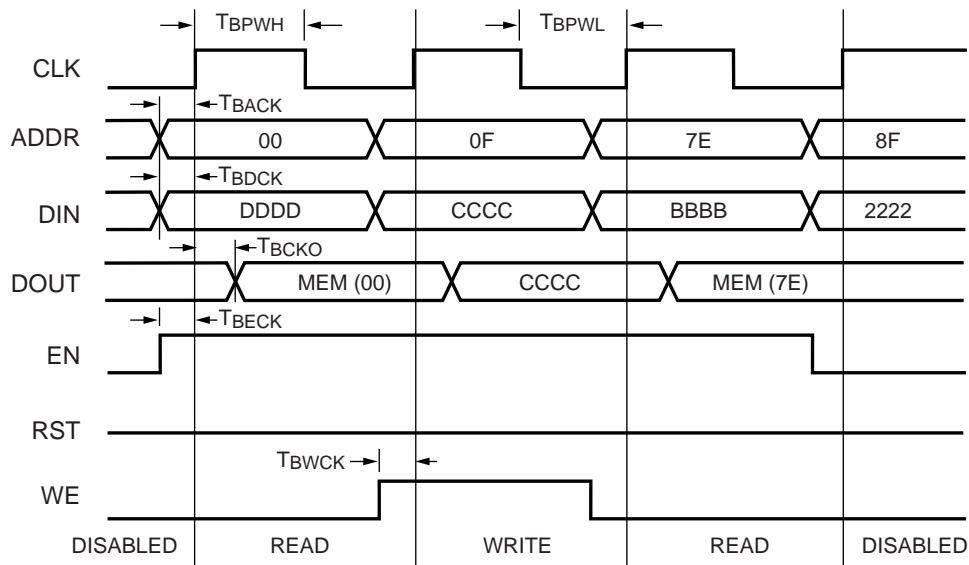 TBPWH TBPWL
CLK
TBACK
ADDR 00 0F 7E 8F
TBDCK
DIN DDDD CCCC BBBB 2222
TBCKO
DOUT MEM (00) CCCC MEM (7E)
TBECK
EN
RST
TBWCK
WE
DISABLED READ WRITE READ DISABLED